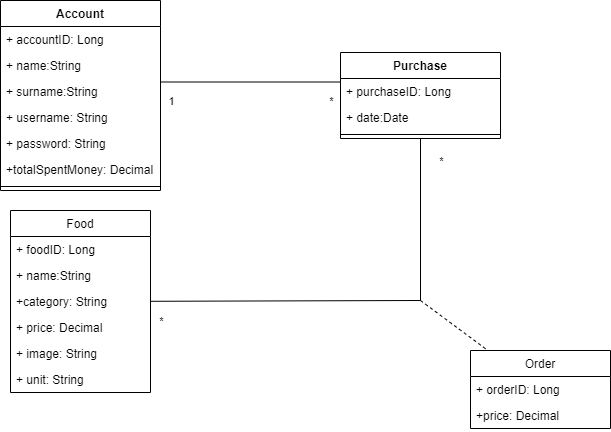 Account
+ accountID: Long
+ name:String
+ surname:String
+ username: String
+ password: String
+totalSpentMoney: Decimal
1
*
Purchase
+ purchaseID: Long
+ date:Date
*
Food
+ foodID: Long
+ name:String
+category: String
+ price: Decimal
+ image: String
+ unit: String
*
Order
+ orderID: Long
+price: Decimal